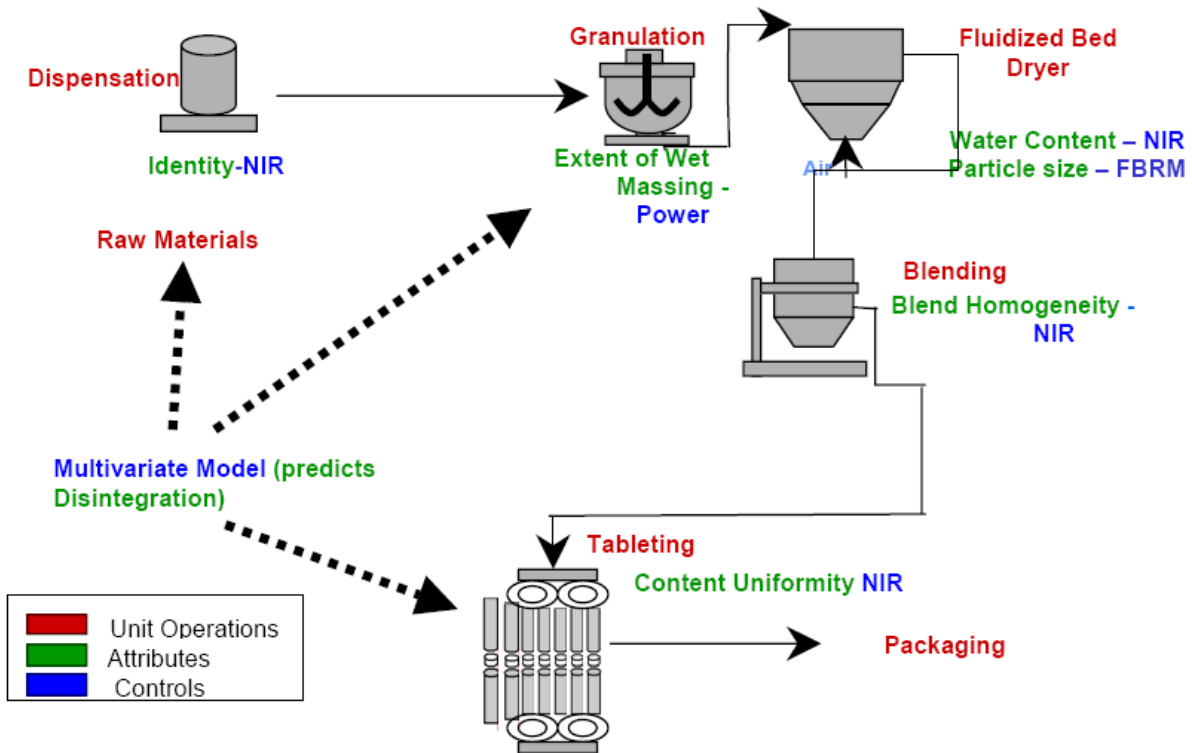 Dispensation
Identity-NIR
Granulation
Extent of Wet
Massing -
Power
Fluidized Bed
Dryer
Water Content – NIR
Particle size – FBRM
Air
Raw Materials
Blending
Blend Homogeneity -
NIR
Multivariate Model (predicts
Disintegration)
Tableting
Content Uniformity NIR
Packaging
Unit Operations
Attributes
Controls